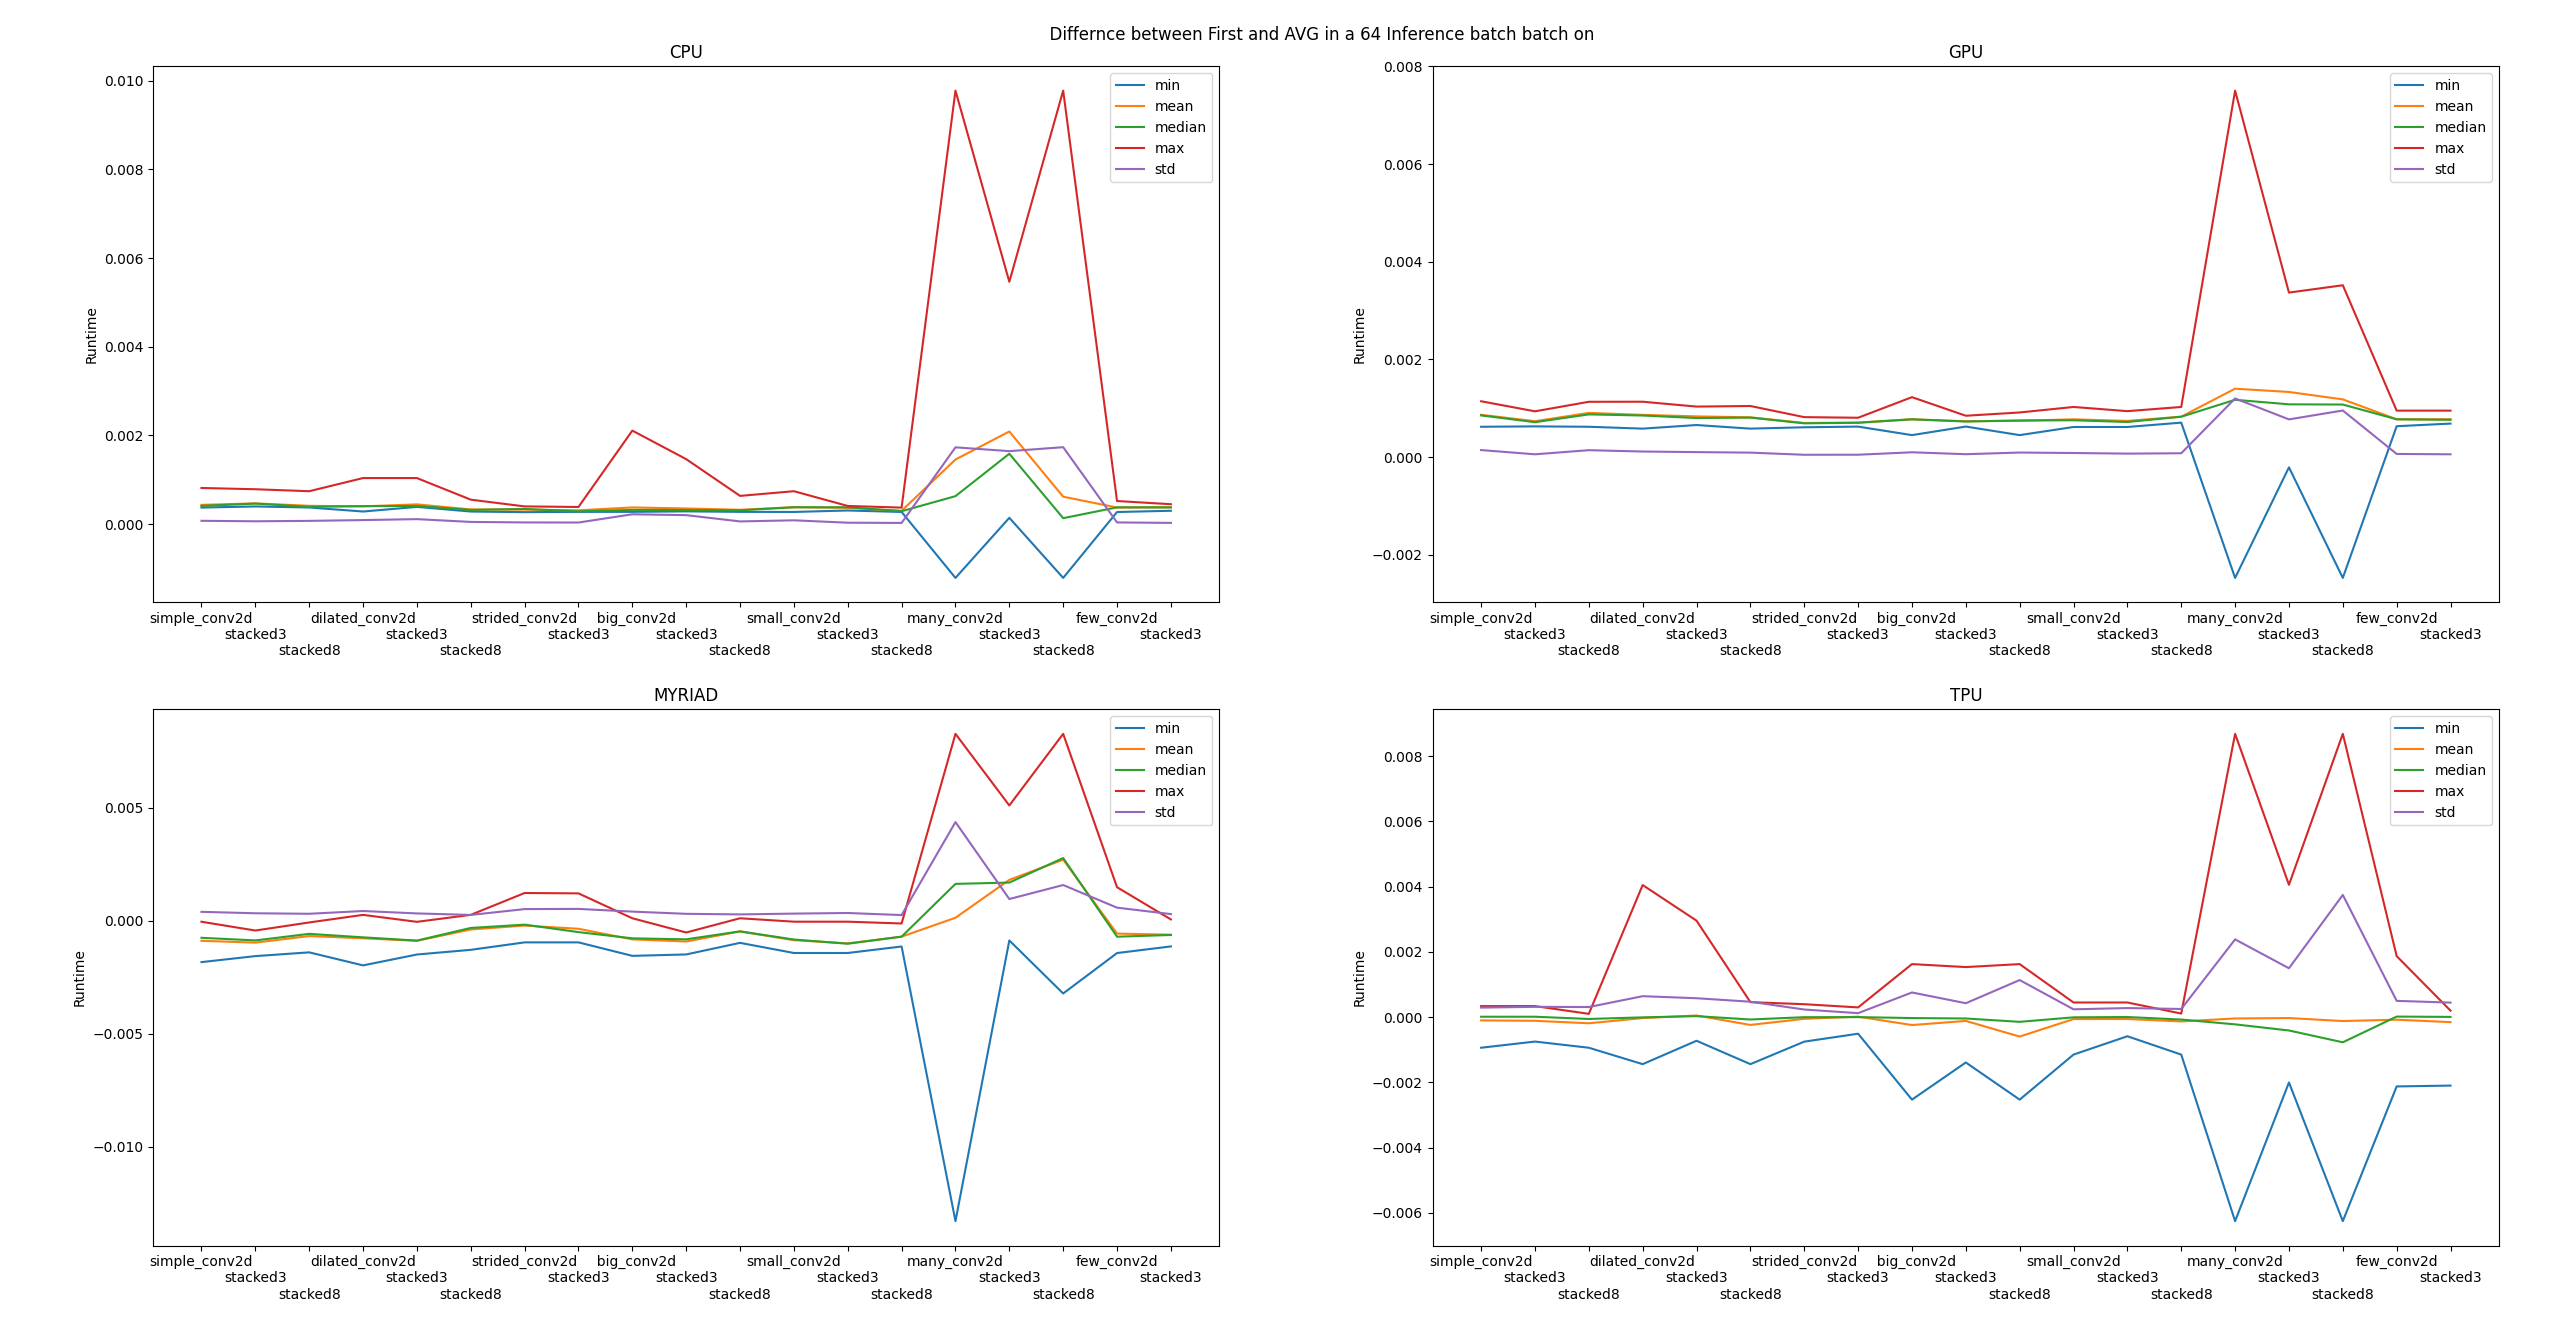 Differnce between First and AVG in a 64 Inference batch batch on
CPU
Runtime
0.010
0.008
0.006
0.004
0.002
0.000
min
mean
median
max
std
simple_conv2d dilated_conv2d strided_conv2d big_conv2d small_conv2d many_conv2d few_conv2d
stacked3 stacked3 stacked3 stacked3 stacked3 stacked3 stacked3
stacked8 stacked8 stacked8 stacked8 stacked8
GPU
Runtime
0.008
0.006
0.004
0.002
0.000
−0.002
min
mean
median
max
std
simple_conv2d dilated_conv2d strided_conv2d big_conv2d small_conv2d many_conv2d few_conv2d
stacked3 stacked3 stacked3 stacked3 stacked3 stacked3 stacked3
stacked8 stacked8 stacked8 stacked8 stacked8
MYRIAD
Runtime
0.005
0.000
−0.005
−0.010
min
mean
median
max
std
simple_conv2d dilated_conv2d strided_conv2d big_conv2d small_conv2d many_conv2d few_conv2d
stacked3 stacked3 stacked3 stacked3 stacked3 stacked3 stacked3
stacked8 stacked8 stacked8 stacked8 stacked8
TPU
Runtime
0.008
0.006
0.004
0.002
0.000
−0.002
−0.004
−0.006
min
mean
median
max
std
simple_conv2d dilated_conv2d strided_conv2d big_conv2d small_conv2d many_conv2d few_conv2d
stacked3 stacked3 stacked3 stacked3 stacked3 stacked3 stacked3
stacked8 stacked8 stacked8 stacked8 stacked8